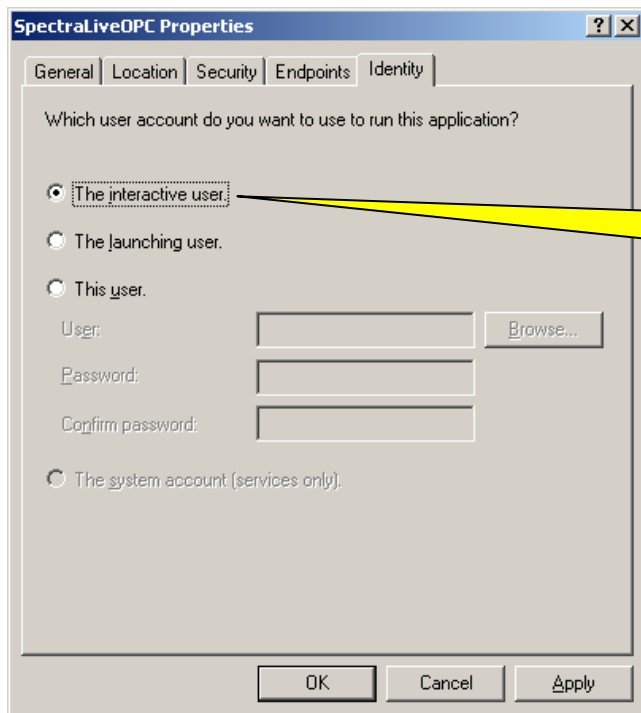 SpectraLiveOPC Properties
General Location Security Endpoints Identity
Which user account do you want to use to run this application?
The interactive user.
The launching user.
This user.
User: Browse...
Password:
Confirm password:
The system account (services only).
OK Cancel Apply